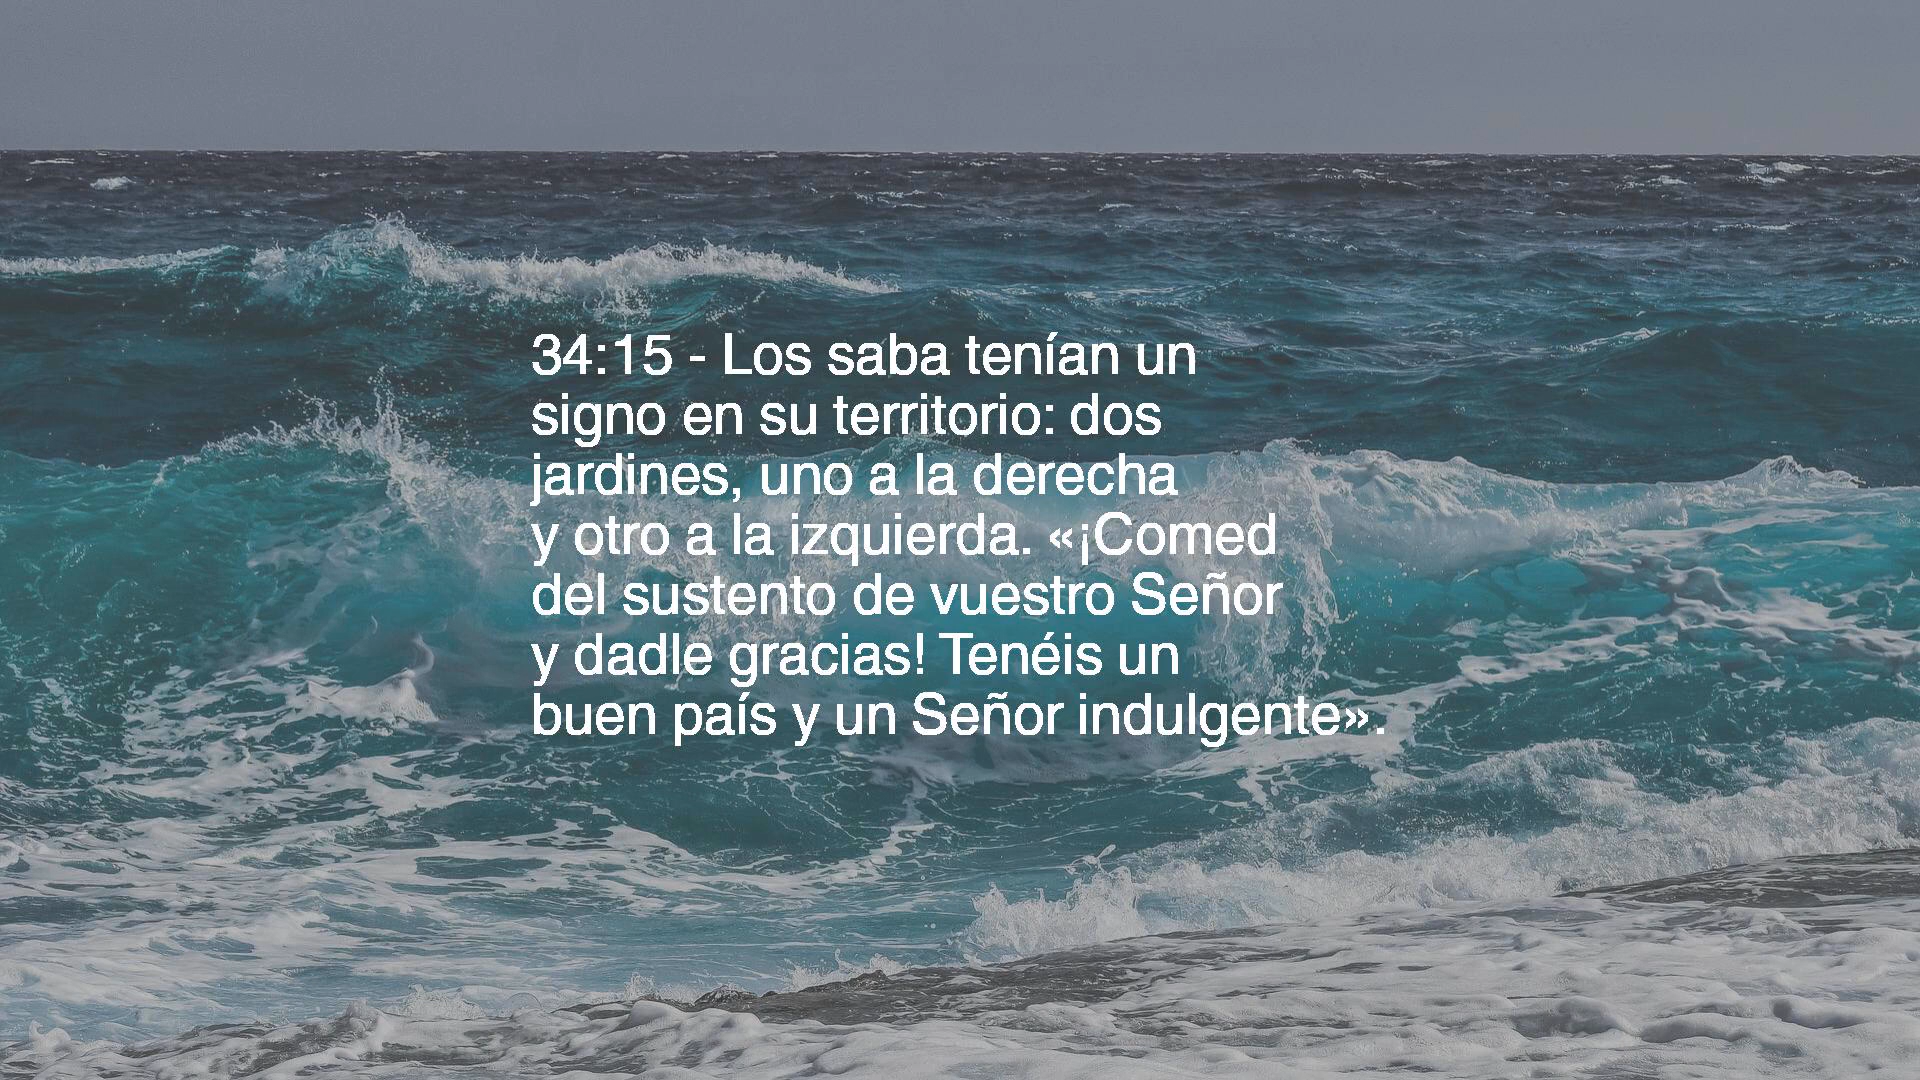 34:15 - Los saba tenían un
signo en su territorio: dos
jardines, uno a la derecha
y otro a la izquierda. «¡Comed
del sustento de vuestro Señor
y dadle gracias! Tenéis un
buen país y un Señor indulgente».